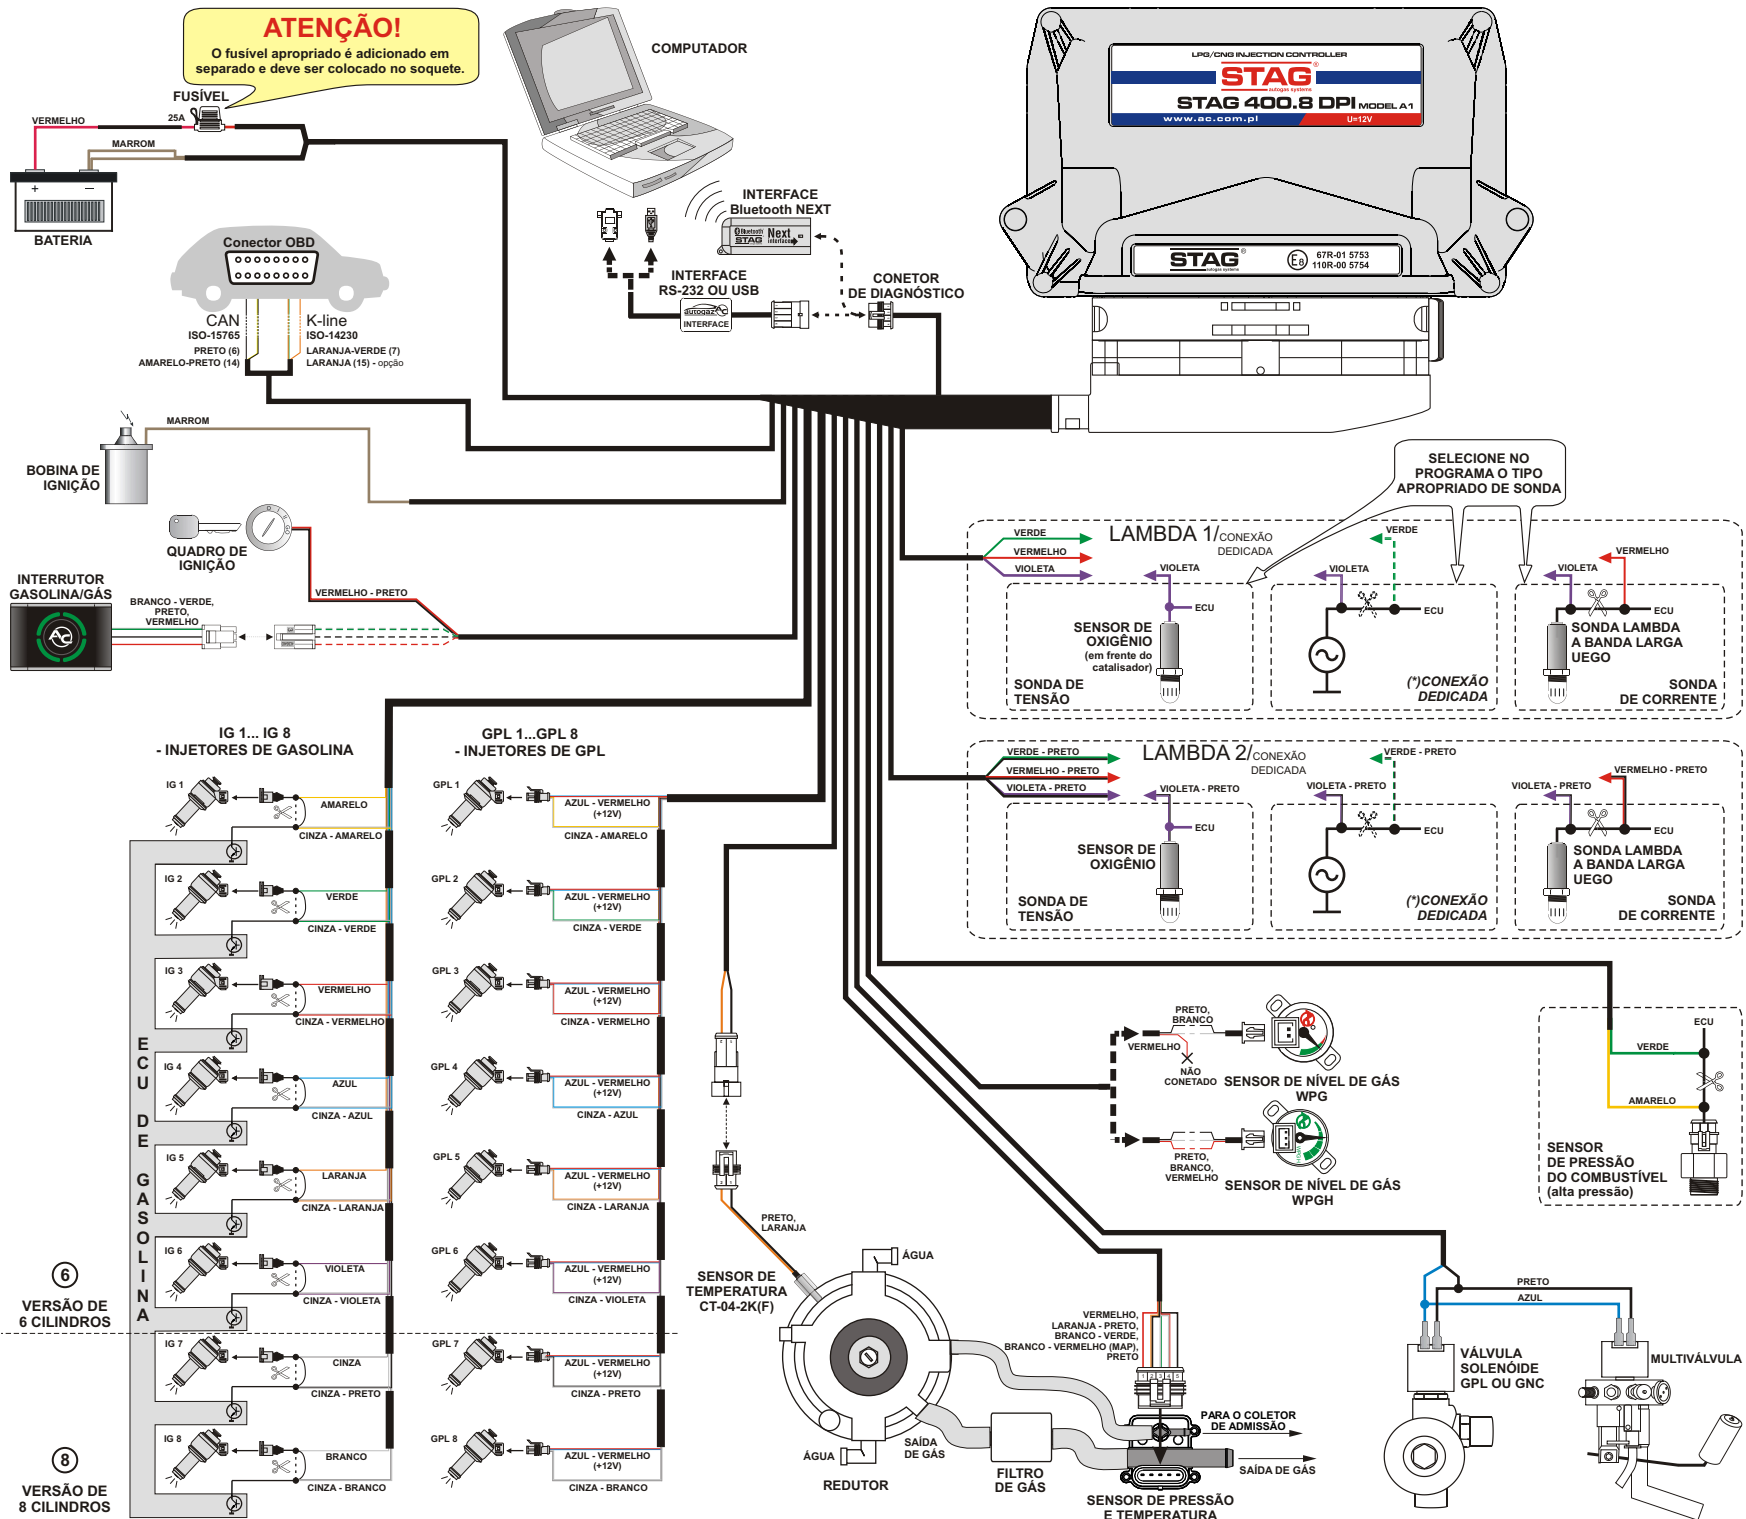 ATENÇÃO!
O fusível apropriado é adicionado em
separado e deve ser colocado no soquete.
FUSÍVEL
25A
VERMELHO
MARROM
+
–
BATERIA
COMPUTADOR
INTERFACE
Bluetooth NEXT
Bluetooth
STAG
Next
interface
INTERFACE
RS-232 OU USB
autogaz
INTERFACE
CONETOR
DE DIAGNÓSTICO
LPG/CNG INJECTION CONTROLLER
STAG
autogas systems
STAG 400.8 DPI MODEL A1
www.ac.com.pl
U=12V
STAG
autogas systems
E8
67R-01 5753
110R-00 5754
Conector OBD
CAN
ISO-15765
PRETO (6)
AMARELO-PRETO (14)
K-line
ISO-14230
LARANJA-VERDE (7)
LARANJA (15) - opção
MARROM
BOBINA DE
IGNIÇÃO
QUADRO DE
IGNIÇÃO
VERMELHO - PRETO
INTERRUTOR
GASOLINA/GÁS
BRANCO - VERDE,
PRETO,
VERMELHO
SELECIONE NO
PROGRAMA O TIPO
APROPRIADO DE SONDA
LAMBDA 1/CONEXÃO
DEDICADA
VERDE
VERMELHO
VIOLETA
VIOLETA
ECU
SENSOR DE
OXIGÊNIO
(em frente do
catalisador)
SONDA DE
TENSÃO
VERDE
VIOLETA
ECU
(*)CONEXÃO
DEDICADA
VERMELHO
VIOLETA
ECU
SONDA LAMBDA
A BANDA LARGA
UEGO
SONDA
DE CORRENTE
LAMBDA 2/CONEXÃO
DEDICADA
VERDE - PRETO
VERMELHO - PRETO
VIOLETA - PRETO
VIOLETA - PRETO
ECU
SENSOR DE
OXIGÊNIO
SONDA DE
TENSÃO
VERDE - PRETO
VIOLETA - PRETO
ECU
(*)CONEXÃO
DEDICADA
VERMELHO - PRETO
VIOLETA - PRETO
ECU
SONDA LAMBDA
A BANDA LARGA
UEGO
SONDA
DE CORRENTE
IG 1... IG 8
- INJETORES DE GASOLINA
GPL 1...GPL 8
- INJETORES DE GPL
IG 1
AMARELO
CINZA - AMARELO
GPL 1
AZUL - VERMELHO
(+12V)
CINZA - AMARELO
IG 2
VERDE
CINZA - VERDE
GPL 2
AZUL - VERMELHO
(+12V)
CINZA - VERDE
IG 3
VERMELHO
CINZA - VERMELHO
GPL 3
AZUL - VERMELHO
(+12V)
CINZA - VERMELHO
IG 4
AZUL
CINZA - AZUL
GPL 4
AZUL - VERMELHO
(+12V)
CINZA - AZUL
IG 5
LARANJA
CINZA - LARANJA
GPL 5
AZUL - VERMELHO
(+12V)
CINZA - LARANJA
IG 6
VIOLETA
CINZA - VIOLETA
GPL 6
AZUL - VERMELHO
(+12V)
CINZA - VIOLETA
IG 7
CINZA
CINZA - PRETO
GPL 7
AZUL - VERMELHO
(+12V)
CINZA - PRETO
IG 8
BRANCO
CINZA - BRANCO
GPL 8
AZUL - VERMELHO
(+12V)
CINZA - BRANCO
ECU DE GASOLINA
6
VERSÃO DE
6 CILINDROS
8
VERSÃO DE
8 CILINDROS
PRETO,
LARANJA
SENSOR DE
TEMPERATURA
CT-04-2K(F)
ÁGUA
ÁGUA
REDUTOR
SAÍDA
DE GÁS
FILTRO
DE GÁS
VERMELHO,
LARANJA - PRETO,
BRANCO - VERDE,
BRANCO - VERMELHO (MAP),
PRETO
1 2 3 4 5
PARA O COLETOR
DE ADMISSÃO
SAÍDA DE GÁS
SENSOR DE PRESSÃO
E TEMPERATURA
PRETO,
BRANCO
VERMELHO
NÃO
CONETADO
SENSOR DE NÍVEL DE GÁS
WPG
PRETO,
BRANCO,
VERMELHO
SENSOR DE NÍVEL DE GÁS
WPGH
ECU
VERDE
AMARELO
SENSOR
DE PRESSÃO
DO COMBUSTÍVEL
(alta pressão)
PRETO
AZUL
VÁLVULA
SOLENÓIDE
GPL OU GNC
MULTIVÁLVULA